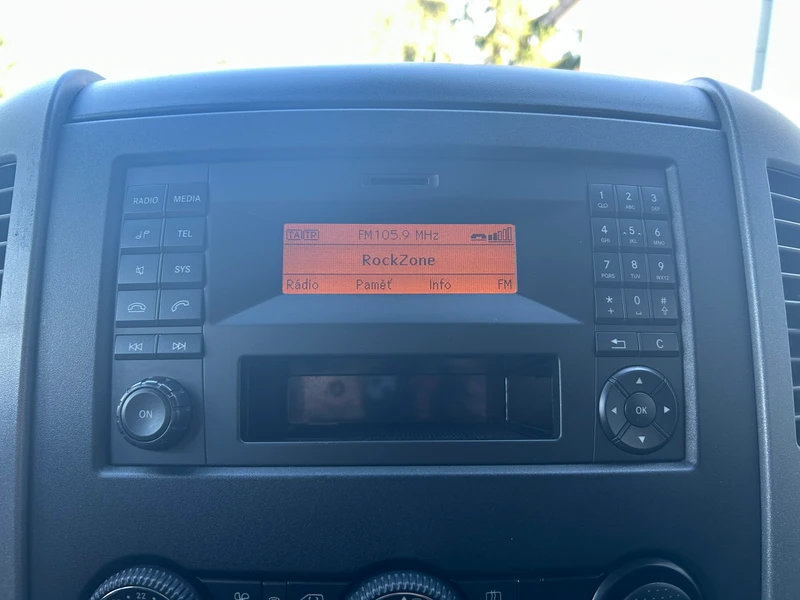 RADIO MEDIA
TEL
SYS
ON
TA TP FM 105.9 MHz
RockZone
Rádio Paměť Info FM
1 2 ABC 3 DEF
4 GHI 5 JKL 6 MNO
7 PQRS 8 TUV 9 WXYZ
* + 0 #
C
OK
22